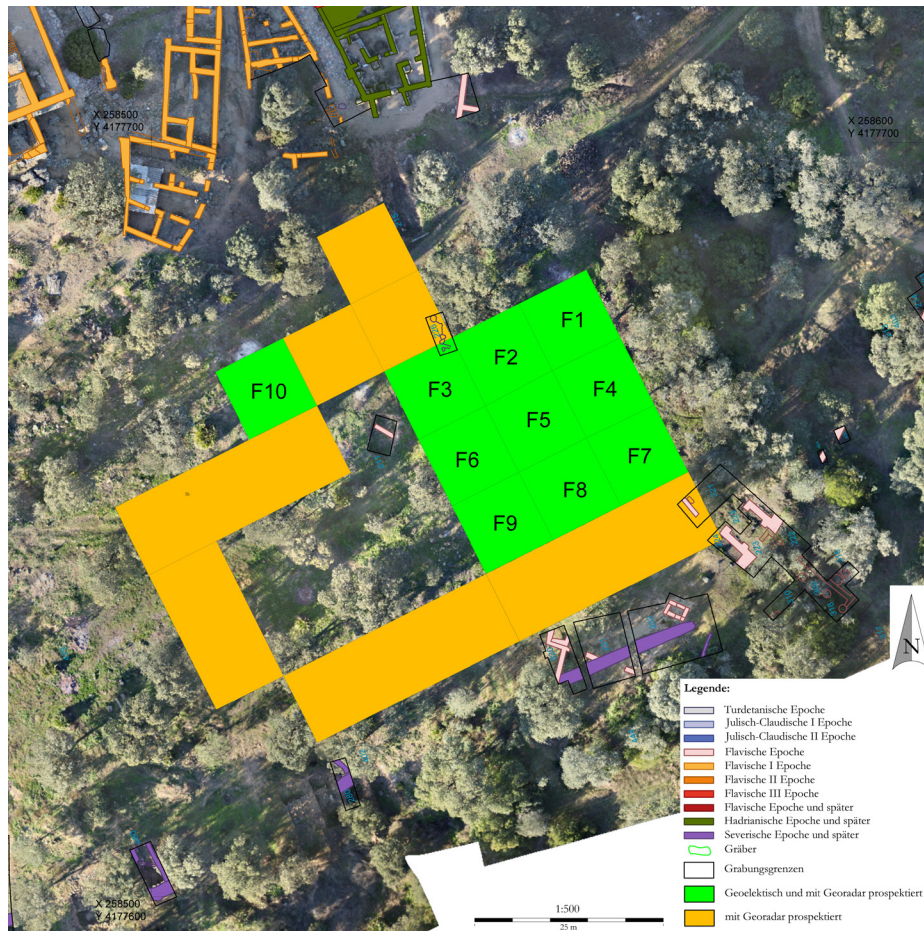 X 258500
Y 4177700
X 258600
Y 4177700
F1
F2
F3
F4
F5
F6
F7
F8
F9
F10
N
Legende:
Turdetanische Epoche
Julisch-Claudische I Epoche
Julisch-Claudische II Epoche
Flavische Epoche
Flavische I Epoche
Flavische II Epoche
Flavische III Epoche
Flavische Epoche und später
Hadrianische Epoche und später
Severische Epoche und später
Gräber
Grabungsgrenzen
Geoelektisch und mit Georadar prospektiert
mit Georadar prospektiert
X 258500
Y 4177600
1:500
25 m